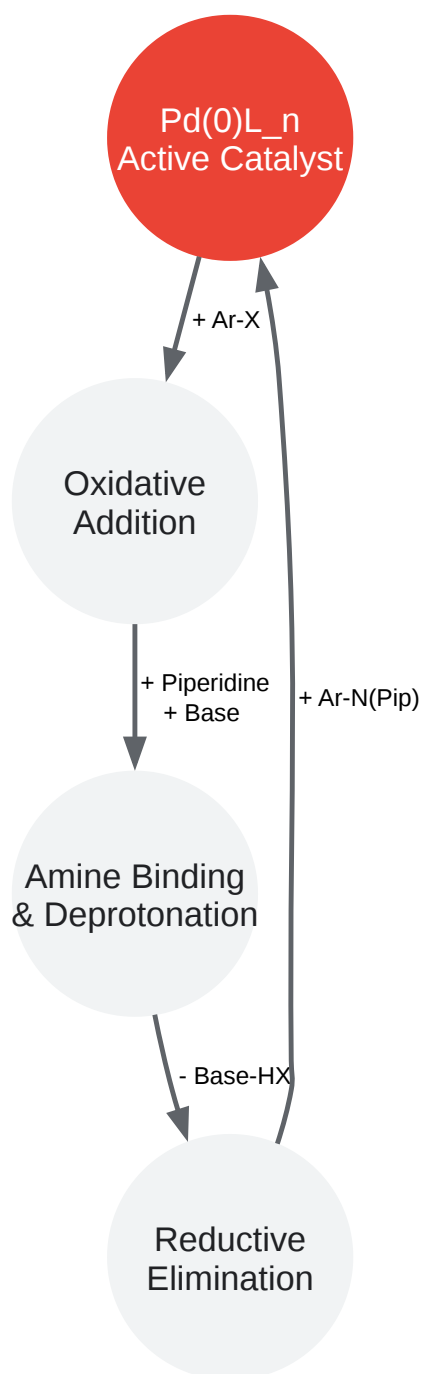 Pd(0)L_n
Active Catalyst
+ Ar-X
Oxidative
Addition
+ Piperidine
+ Base
+ Ar-N(Pip)
Amine Binding
& Deprotonation
- Base-HX
Reductive
Elimination